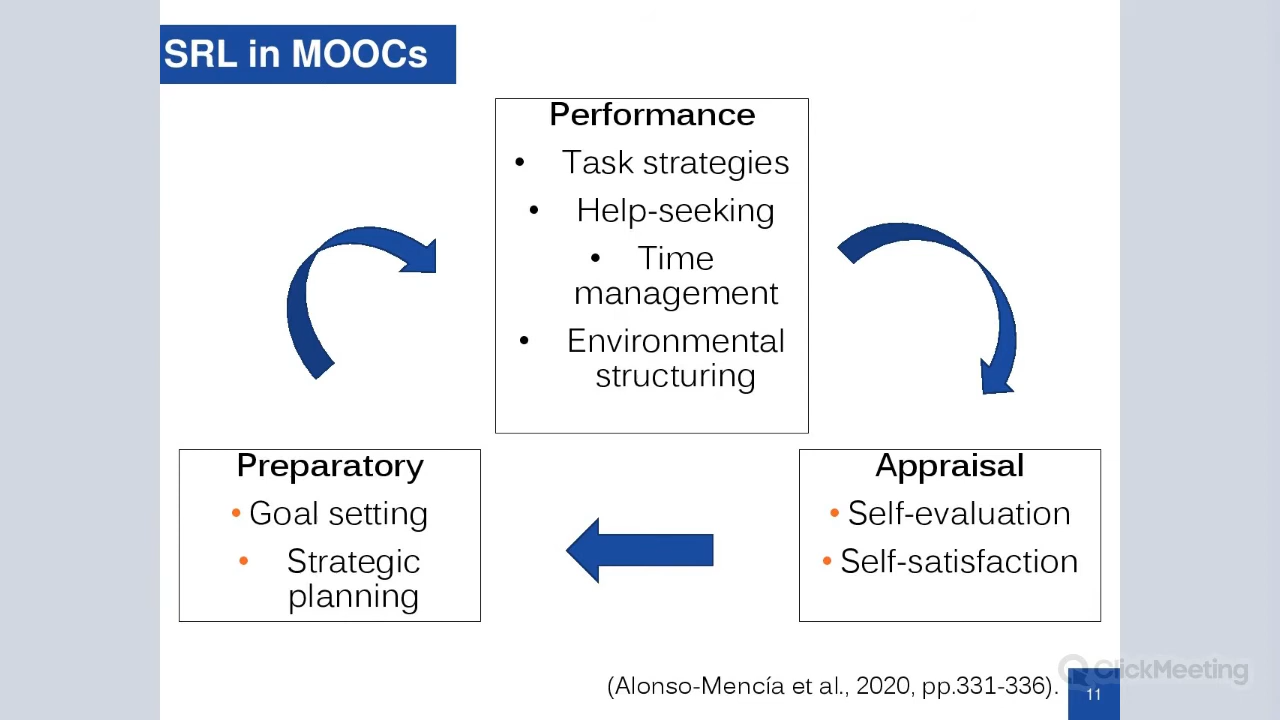 SRL in MOOCs
Performance
• Task strategies
• Help-seeking
• Time
management
• Environmental
structuring
Preparatory
• Goal setting
• Strategic
planning
Appraisal
• Self-evaluation
• Self-satisfaction
(Alonso-Mencía et al., 2020, pp.331-336).
ClickMeeting
11